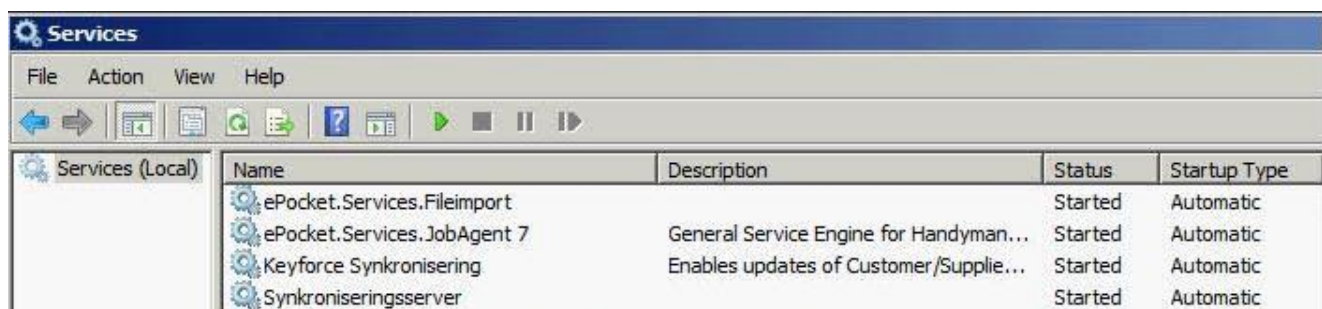 Services
File Action View Help
Services (Local) Name Description Status Startup Type
ePocket.Services.Fileimport Started Automatic
ePocket.Services.JobAgent 7 General Service Engine for Handyman... Started Automatic
Keyforce Synkronisering Enables updates of Customer/Supplie... Started Automatic
Synkroniseringsserver Started Automatic